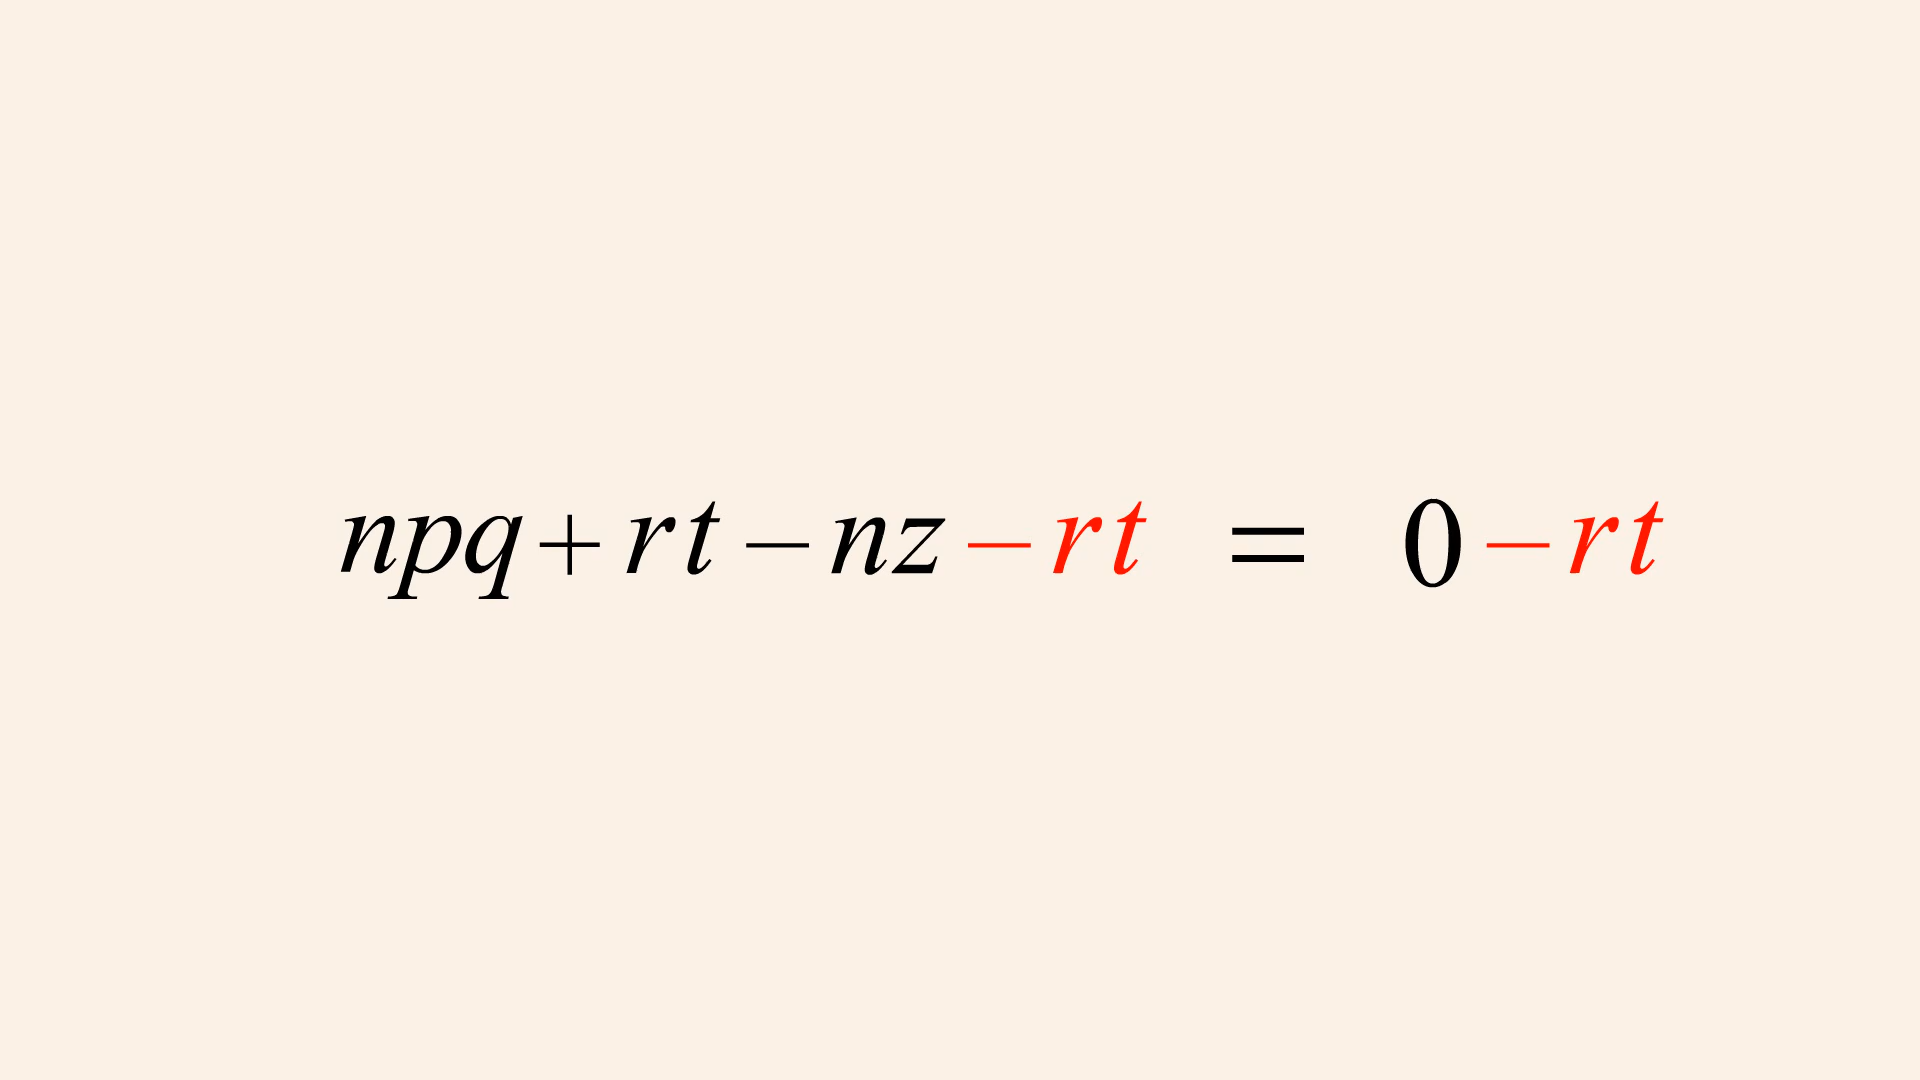 npq + rt − nz − rt = 0 − rt